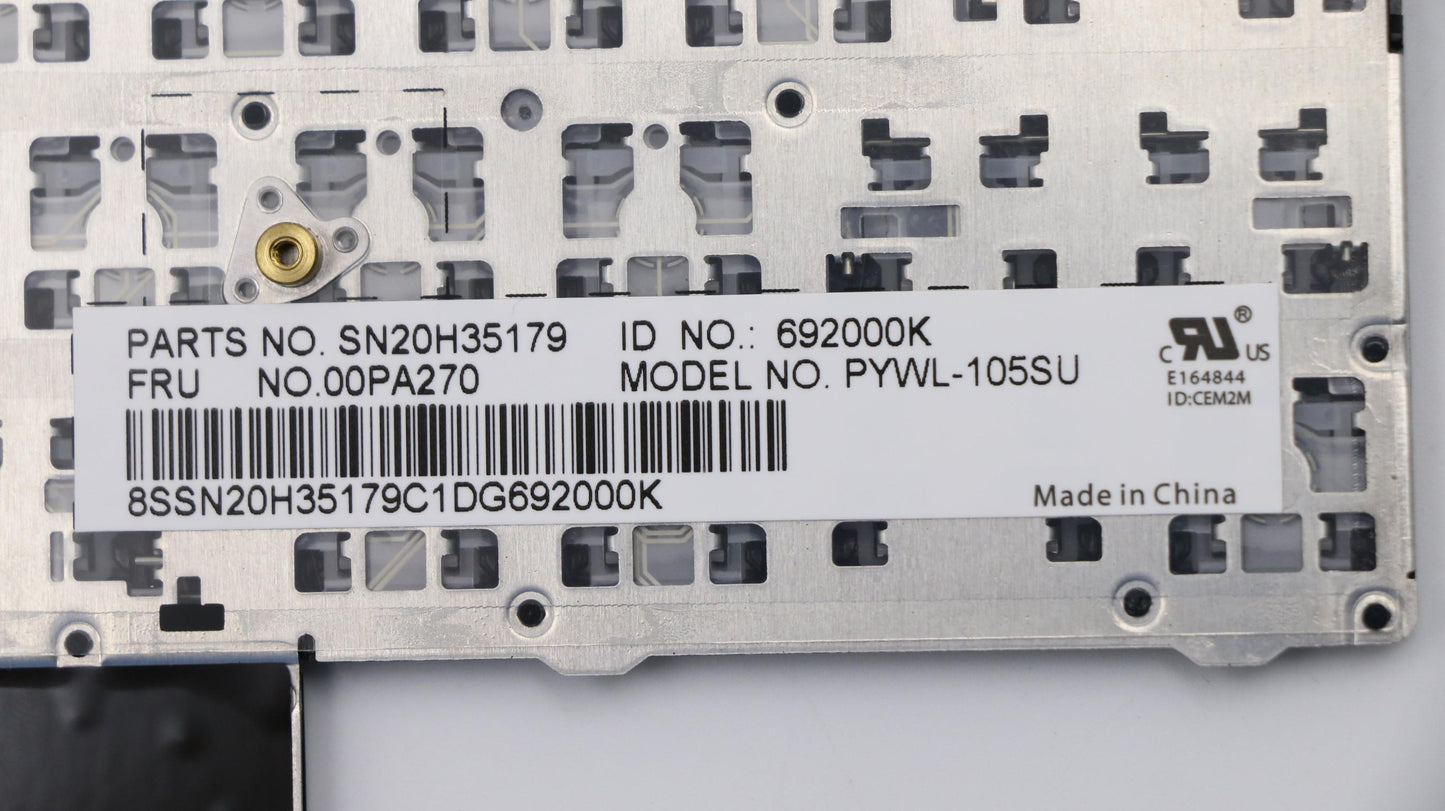 PARTS NO. SN20H35179 ID NO.: 692000K
FRU NO.00PA270 MODEL NO. PYWL-105SU
8SSN20H35179C1DG692000K
c RU ® US
E164844
ID:CEM2M
Made in China